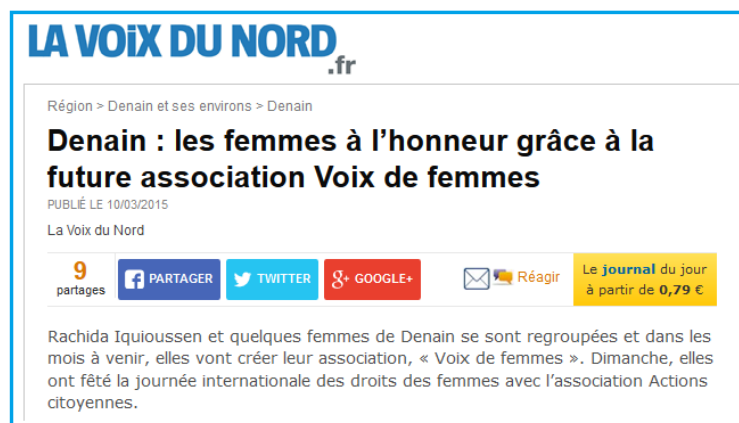 LA VOiX DU NORD
.fr
Région > Denain et ses environs > Denain
Denain : les femmes à l’honneur grâce à la
future association Voix de femmes
PUBLIÉ LE 10/03/2015
La Voix du Nord
9
partages
f PARTAGER
TWITTER
g+ GOOGLE+
Réagir
Le journal du jour
à partir de 0,79 €
Rachida Iquioussen et quelques femmes de Denain se sont regroupées et dans les
mois à venir, elles vont créer leur association, « Voix de femmes ». Dimanche, elles
ont fêté la journée internationale des droits des femmes avec l’association Actions
citoyennes.